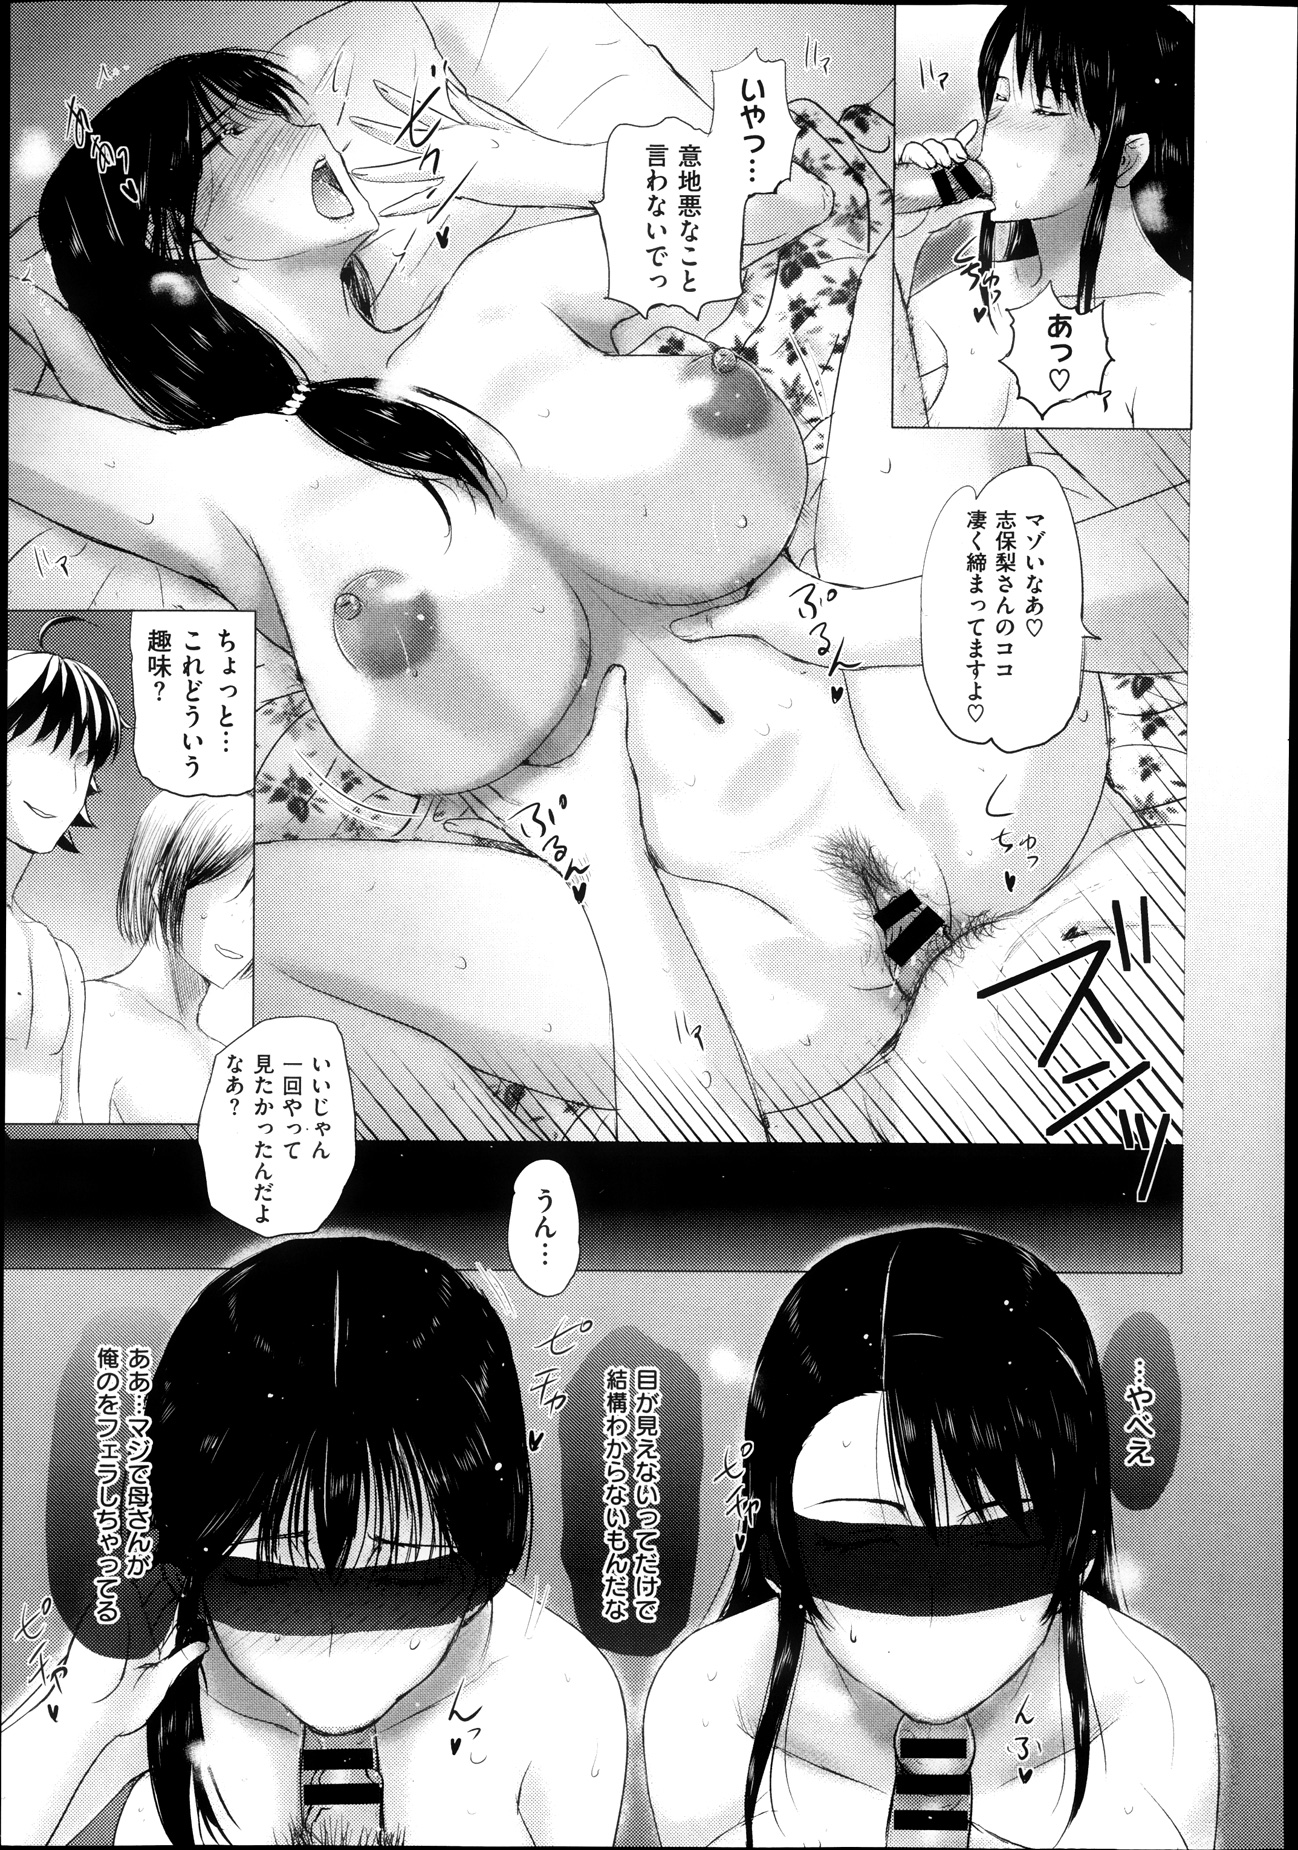 あっ♡
いやっ…
意地悪なこと
言わないでっ
マゾいなあ♡
志保梨さんのココ
凄く締まってますよ♡
ちょっと…
これどういう
趣味？
いいじゃん
一回やって
見たかったんだよ
なあ？
うん…
…やべえ
目が見えないってだけで
結構わからないもんだな
ああ…マジで母さんが
俺のをフェラしちゃってる
ぷるんっ♥
ぷるんっ♥
ズンッ
ピチャ
ピチャ♥
ピチャ♥
んっ
んふ♥